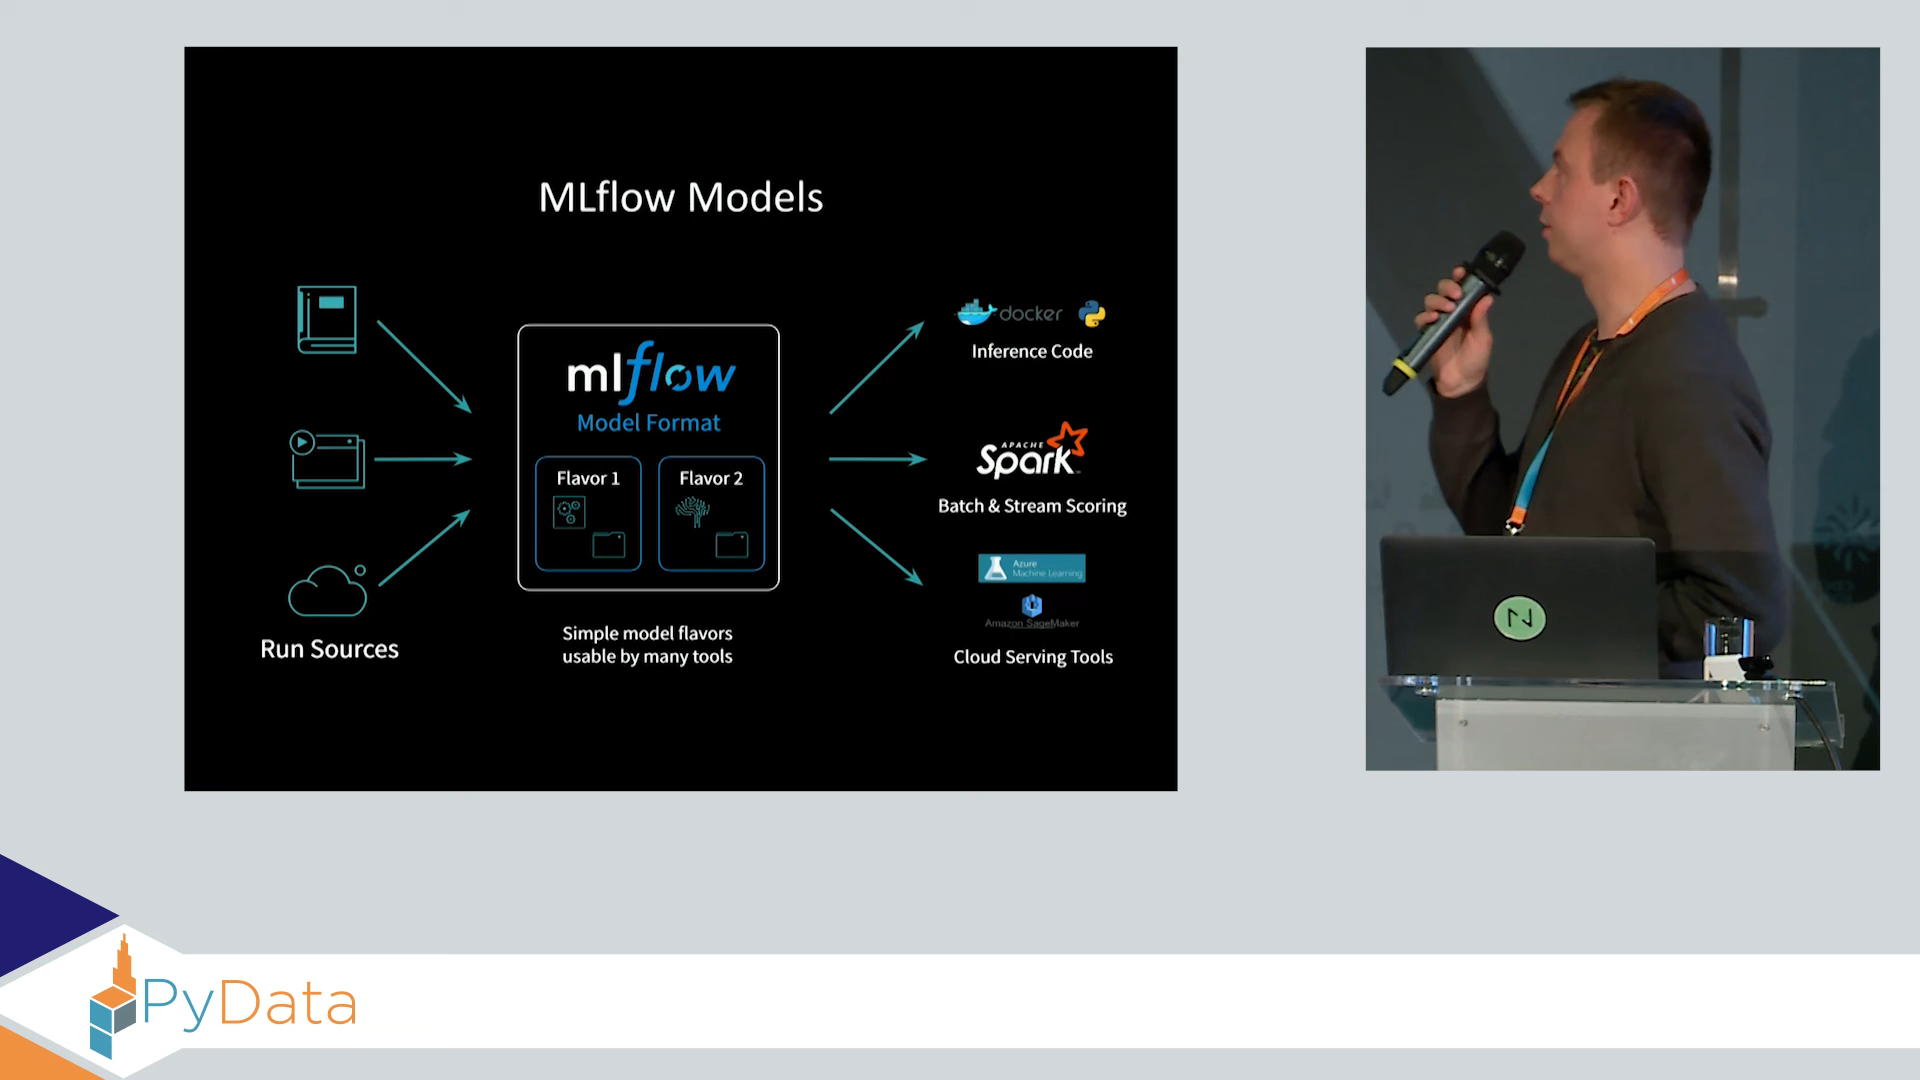 MLflow Models
Run Sources
mlflow
Model Format
Flavor 1
Flavor 2
Simple model flavors
usable by many tools
docker
Inference Code
APACHE
Spark
Batch & Stream Scoring
Azure
Machine Learning
Amazon SageMaker
Cloud Serving Tools
PyData